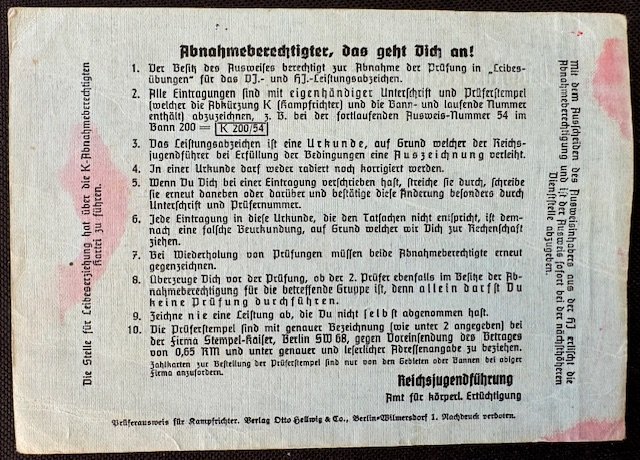 Abnahmeberechtigter, das geht Dich an!
1. Der Besitz des Ausweises berechtigt zur Abnahme der Prüfung in „Leibes-
übungen" für das DJ.- und HJ.-Leistungsabzeichen.
2. Alle Eintragungen sind mit eigenhändiger Unterschrift und Prüferstempel
(welcher die Abkürzung K (Kampfrichter) und die Bann- und laufende Nummer
enthält) abzuzeichnen, z. B. bei der fortlaufenden Ausweis-Nummer 54 im
Bann 200 = K 200/54
3. Das Leistungsabzeichen ist eine Urkunde, auf Grund welcher der Reichs-
jugendführer bei Erfüllung der Bedingungen eine Auszeichnung verleiht.
4. In einer Urkunde darf weder radiert noch korrigiert werden.
5. Wenn Du Dich bei einer Eintragung verschrieben hast, streiche sie durch, schreibe
sie erneut daneben oder darüber und bestätige diese Änderung besonders durch
Unterschrift und Prüfernummer.
6. Jede Eintragung in diese Urkunde, die den Tatsachen nicht entspricht, ist dem-
nach eine falsche Beurkundung, auf Grund welcher wir Dich zur Rechenschaft
ziehen.
7. Bei Wiederholung von Prüfungen müssen beide Abnahmeberechtigte erneut
gegenzeichnen.
8. Überzeuge Dich vor der Prüfung, ob der 2. Prüfer ebenfalls im Besitze der Ab-
nahmeberechtigung für die betreffende Gruppe ist, denn allein darfst Du
keine Prüfung durchführen.
9. Zeichne nie eine Leistung ab, die Du nicht selbst abgenommen hast.
10. Die Prüferstempel sind mit genauer Bezeichnung (wie unter 2 angegeben) bei
der Firma Stempel-Kaiser, Berlin SW 68, gegen Voreinsendung des Betrages
von 0,65 RM und unter genauer und leserlicher Adressenangabe zu beziehen.
Zahlkarten zur Bestellung der Prüferstempel sind nur von den Gebieten oder Bannen bei obiger
Firma anzufordern.
Reichsjugendführung
Amt für körperl. Ertüchtigung
Prüferausweis für Kampfrichter. Verlag Otto Hellwig & Co., Berlin-Wilmersdorf 1. Nachdruck verboten.
Die Stelle für Leibeserziehung hat über die K-Abnahmeberechtigten
Kartei zu führen.
Mit dem Ausscheiden des Ausweisinhabers aus der HJ erlischt die
Abnahmeberechtigung und ist der Ausweis sofort bei der nächsthöheren
Dienststelle abzugeben.